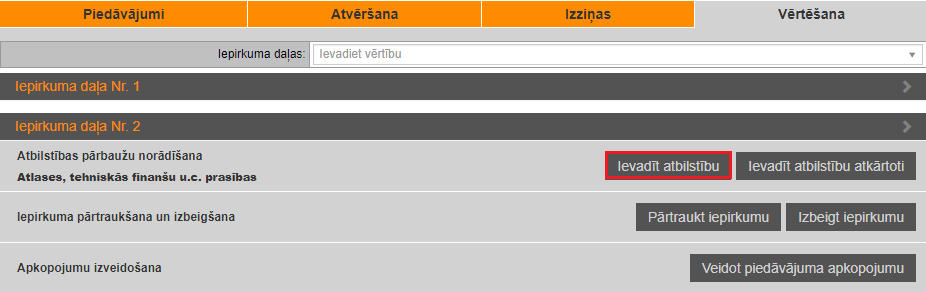 Piedāvājumi Atvēršana Izziņas Vērtēšana
Iepirkuma daļas: Ievadiet vērtību
Iepirkuma daļa Nr. 1
Iepirkuma daļa Nr. 2
Atbilstības pārbaužu norādīšana
Atlases, tehniskās finanšu u.c. prasības
Ievadīt atbilstību Ievadīt atbilstību atkārtoti
Iepirkuma pārtraukšana un izbeigšana Pārtraukt iepirkumu Izbeigt iepirkumu
Apkopojumu izveidošana Veidot piedāvājuma apkopojumu